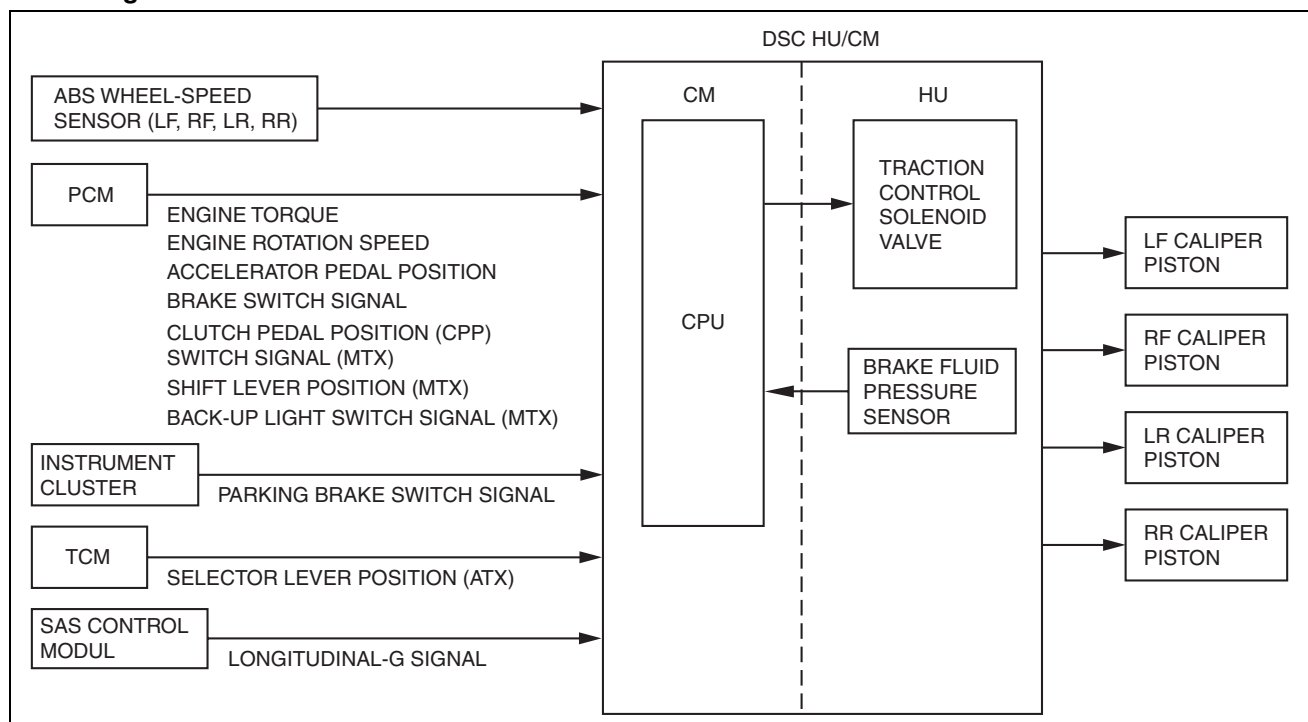 DSC HU/CM
ABS WHEEL-SPEED
SENSOR (LF, RF, LR, RR)
CM
HU
PCM
ENGINE TORQUE
ENGINE ROTATION SPEED
ACCELERATOR PEDAL POSITION
BRAKE SWITCH SIGNAL
CLUTCH PEDAL POSITION (CPP)
SWITCH SIGNAL (MTX)
SHIFT LEVER POSITION (MTX)
BACK-UP LIGHT SWITCH SIGNAL (MTX)
INSTRUMENT
CLUSTER
PARKING BRAKE SWITCH SIGNAL
TCM
SELECTOR LEVER POSITION (ATX)
SAS CONTROL
MODUL
LONGITUDINAL-G SIGNAL
CPU
TRACTION
CONTROL
SOLENOID
VALVE
BRAKE FLUID
PRESSURE
SENSOR
LF CALIPER
PISTON
RF CALIPER
PISTON
LR CALIPER
PISTON
RR CALIPER
PISTON